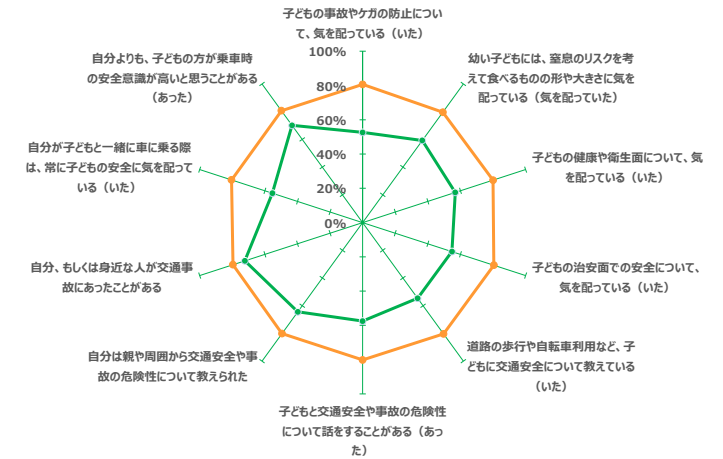 子どもの事故やケガの防止につい
て、気を配っている（いた）
100%
80%
60%
40%
20%
0%
幼い子どもには、窒息のリスクを考
えて食べるものの形や大きさに気を
配っている（気を配っていた）
子どもの健康や衛生面について、気
を配っている（いた）
子どもの治安面での安全について、
気を配っている（いた）
道路の歩行や自転車利用など、子
どもに交通安全について教えている
（いた）
子どもと交通安全や事故の危険性
について話をすることがある（あっ
た）
自分は親や周囲から交通安全や事
故の危険性について教えられた
自分、もしくは身近な人が交通事
故にあったことがある
自分が子どもと一緒に車に乗る際
は、常に子どもの安全に気を配って
いる（いた）
自分よりも、子どもの方が乗車時
の安全意識が高いと思うことがある
（あった）